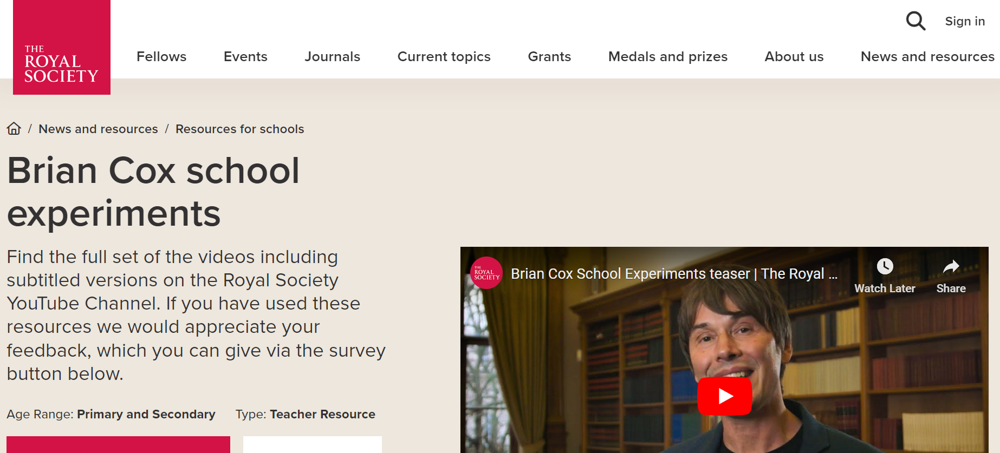 Sign in
THE
ROYAL
SOCIETY
Fellows Events Journals Current topics Grants Medals and prizes About us News and resources
/ News and resources / Resources for schools
Brian Cox school
experiments
Find the full set of the videos including
subtitled versions on the Royal Society
YouTube Channel. If you have used these
resources we would appreciate your
feedback, which you can give via the survey
button below.
Age Range: Primary and Secondary Type: Teacher Resource
THE
ROYAL
SOCIETY
Brian Cox School Experiments teaser | The Royal ...
Watch Later
Share